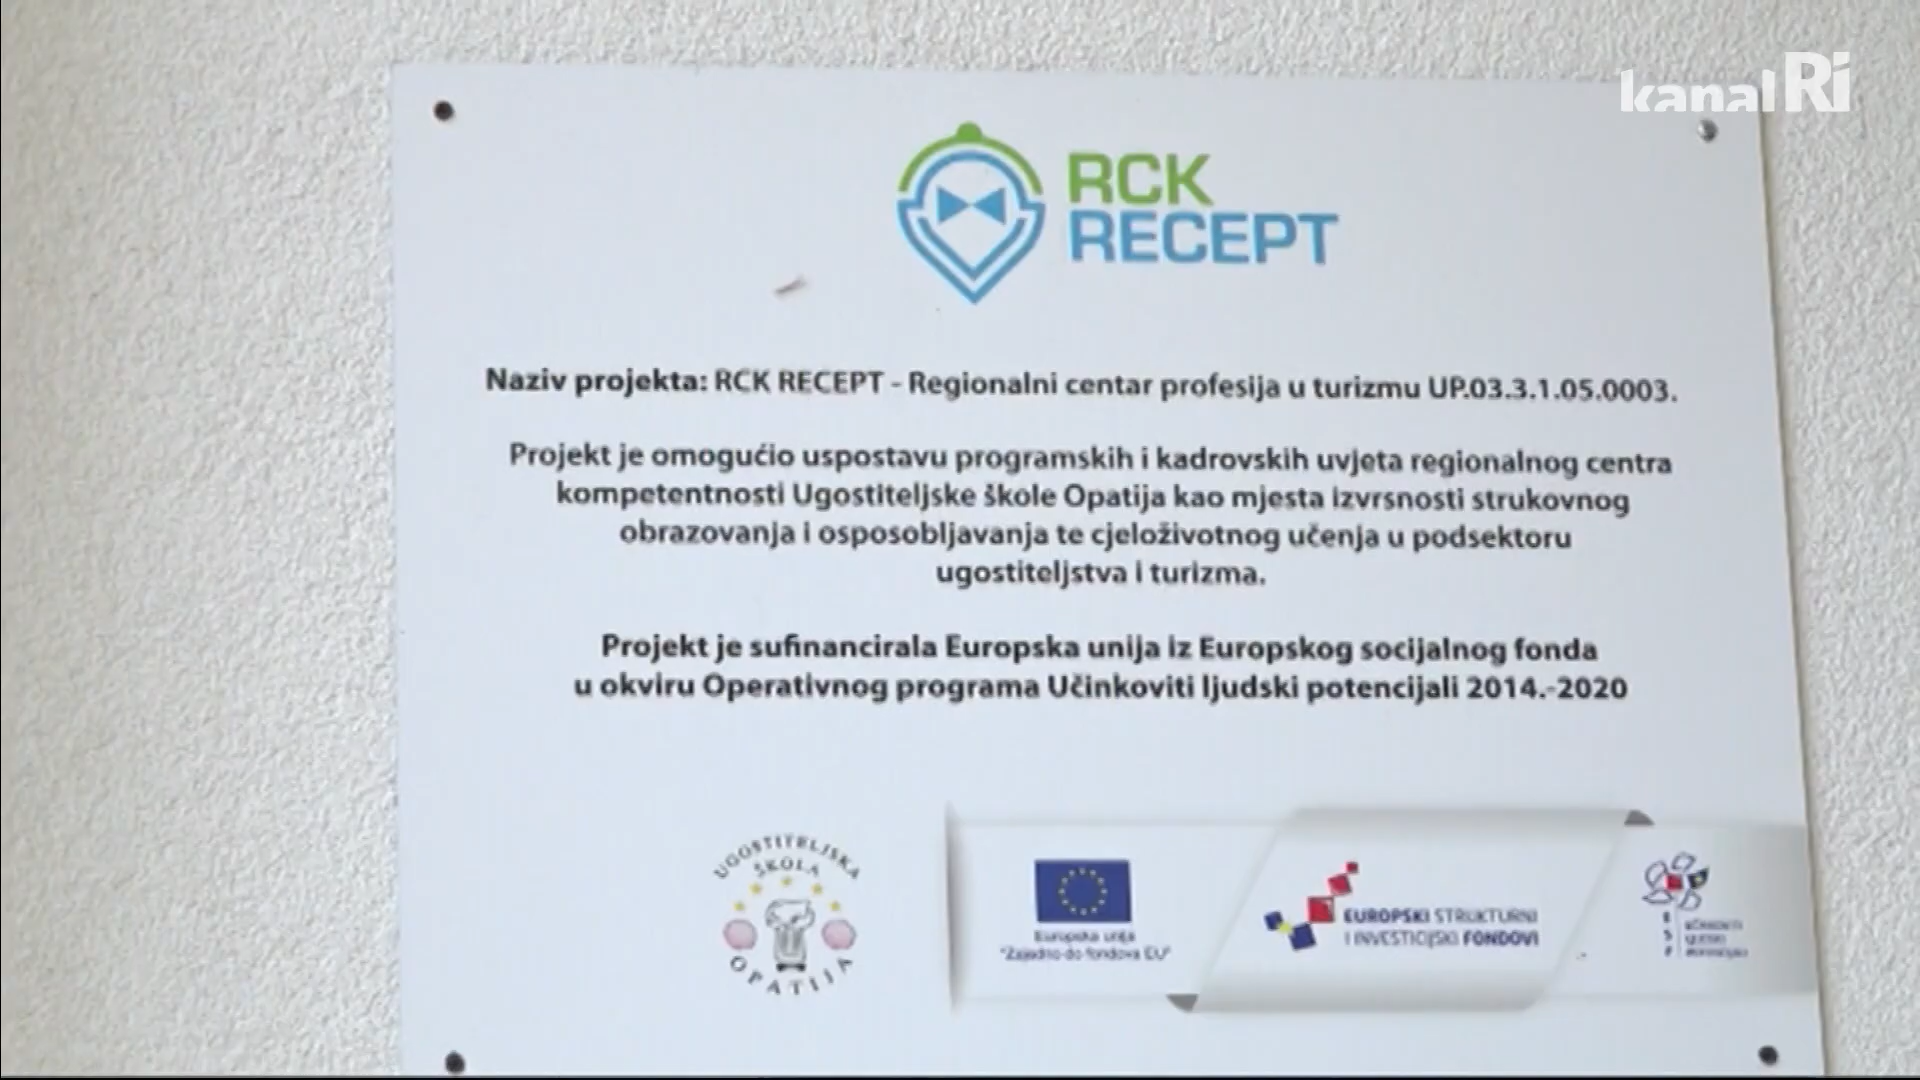 kanal Ri
RCK
RECEPT
Naziv projekta: RCK RECEPT - Regionalni centar profesija u turizmu UP.03.3.1.05.0003.
Projekt je omogućio uspostavu programskih i kadrovskih uvjeta regionalnog centra
kompetentnosti Ugostiteljske škole Opatija kao mjesta izvrsnosti strukovnog
obrazovanja i osposobljavanja te cjeloživotnog učenja u podsektoru
ugostiteljstva i turizma.
Projekt je sufinancirala Europska unija iz Europskog socijalnog fonda
u okviru Operativnog programa Učinkoviti ljudski potencijali 2014.-2020
UGOSTITELJSKA
ŠKOLA
OPATIJA
Europska unija
"Zajedno do fondova EU"
EUROPSKI STRUKTURNI
I INVESTICIJSKI FONDOVI